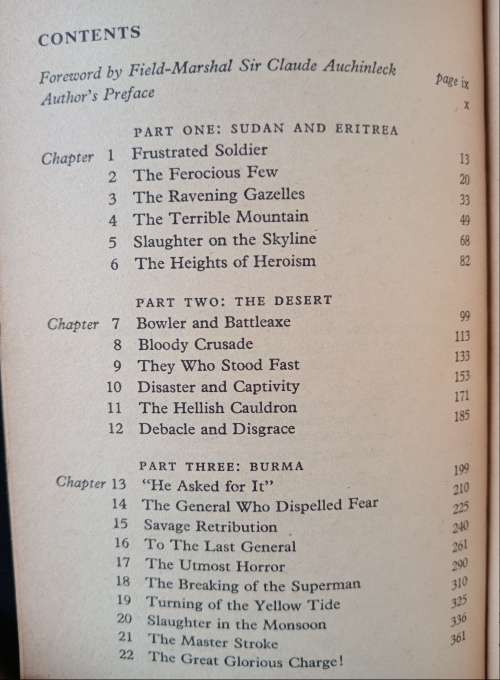 CONTENTS
Foreword by Field-Marshal Sir Claude Auchinleck page ix
Author's Preface x
PART ONE: SUDAN AND ERITREA
Chapter 1 Frustrated Soldier 13
2 The Ferocious Few 20
3 The Ravening Gazelles 33
4 The Terrible Mountain 49
5 Slaughter on the Skyline 68
6 The Heights of Heroism 82
PART TWO: THE DESERT
Chapter 7 Bowler and Battleaxe 99
8 Bloody Crusade 113
9 They Who Stood Fast 133
10 Disaster and Captivity 153
11 The Hellish Cauldron 171
12 Debacle and Disgrace 185
PART THREE: BURMA
Chapter 13 "He Asked for It" 199
14 The General Who Dispelled Fear 210
15 Savage Retribution 225
16 To The Last General 240
17 The Utmost Horror 261
18 The Breaking of the Superman 290
19 Turning of the Yellow Tide 310
20 Slaughter in the Monsoon 325
21 The Master Stroke 336
22 The Great Glorious Charge! 361